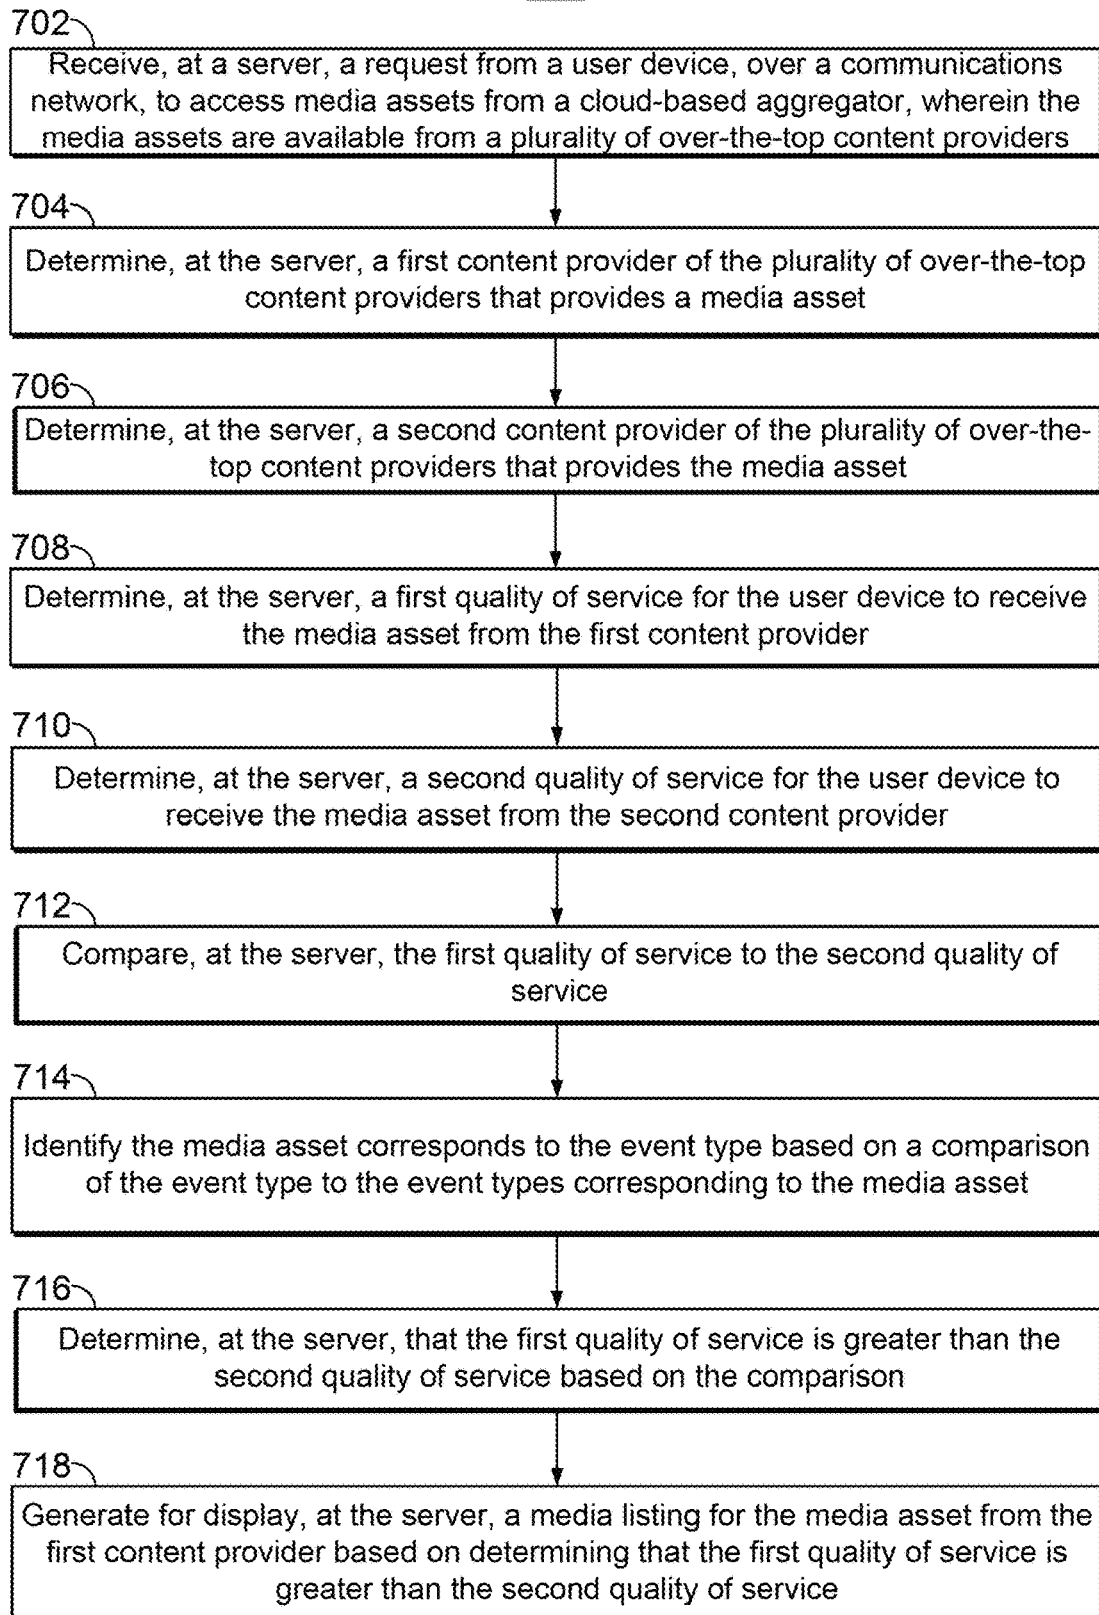 702
Receive, at a server, a request from a user device, over a communications
network, to access media assets from a cloud-based aggregator, wherein the
media assets are available from a plurality of over-the-top content providers
704
Determine, at the server, a first content provider of the plurality of over-the-top
content providers that provides a media asset
706
Determine, at the server, a second content provider of the plurality of over-the-
top content providers that provides the media asset
708
Determine, at the server, a first quality of service for the user device to receive
the media asset from the first content provider
710
Determine, at the server, a second quality of service for the user device to
receive the media asset from the second content provider
712
Compare, at the server, the first quality of service to the second quality of
service
714
Identify the media asset corresponds to the event type based on a comparison
of the event type to the event types corresponding to the media asset
716
Determine, at the server, that the first quality of service is greater than the
second quality of service based on the comparison
718
Generate for display, at the server, a media listing for the media asset from the
first content provider based on determining that the first quality of service is
greater than the second quality of service